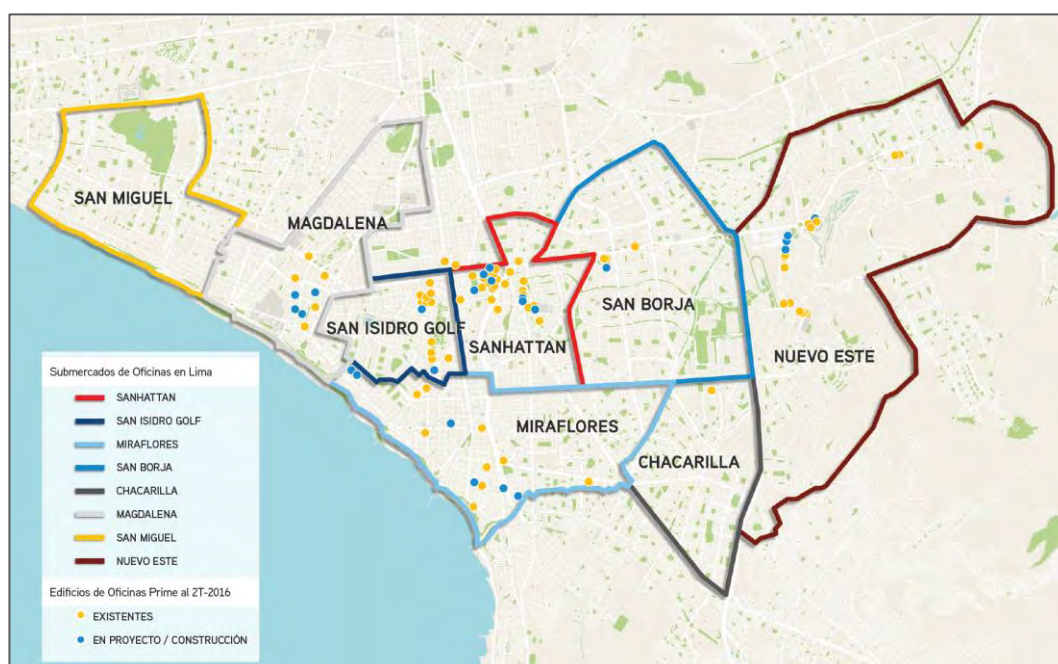 SAN MIGUEL
MAGDALENA
SAN ISIDRO GOLF
SANHATTAN
SAN BORJA
NUEVO ESTE
MIRAFLORES
CHACARILLA
Submercados de Oficinas en Lima
SANHATTAN
SAN ISIDRO GOLF
MIRAFLORES
SAN BORJA
CHACARILLA
MAGDALENA
SAN MIGUEL
NUEVO ESTE
Edificios de Oficinas Prime al 2T-2016
EXISTENTES
EN PROYECTO / CONSTRUCCIÓN